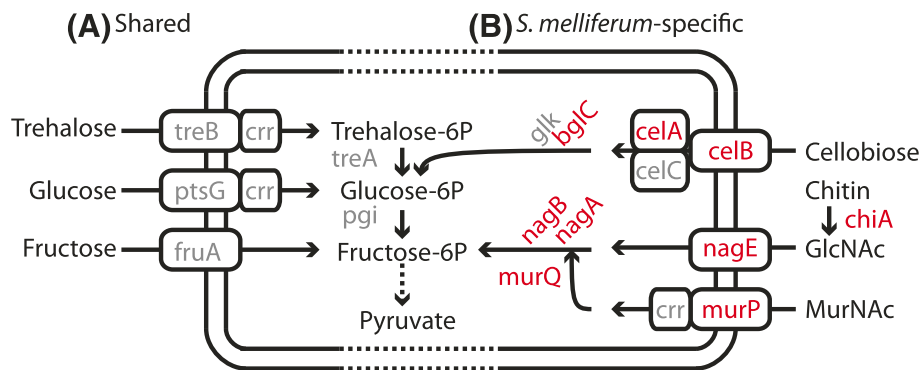 (A) Shared
(B) S. melliferum-specific
Trehalose
treB
crr
Trehalose-6P
treA
Glucose
ptsG
crr
Glucose-6P
pgi
Fructose
fruA
Fructose-6P
Pyruvate
glk
bglC
celA
celC
celB
Cellobiose
Chitin
chiA
nagB
nagA
nagE
GlcNAc
murQ
crr
murP
MurNAc